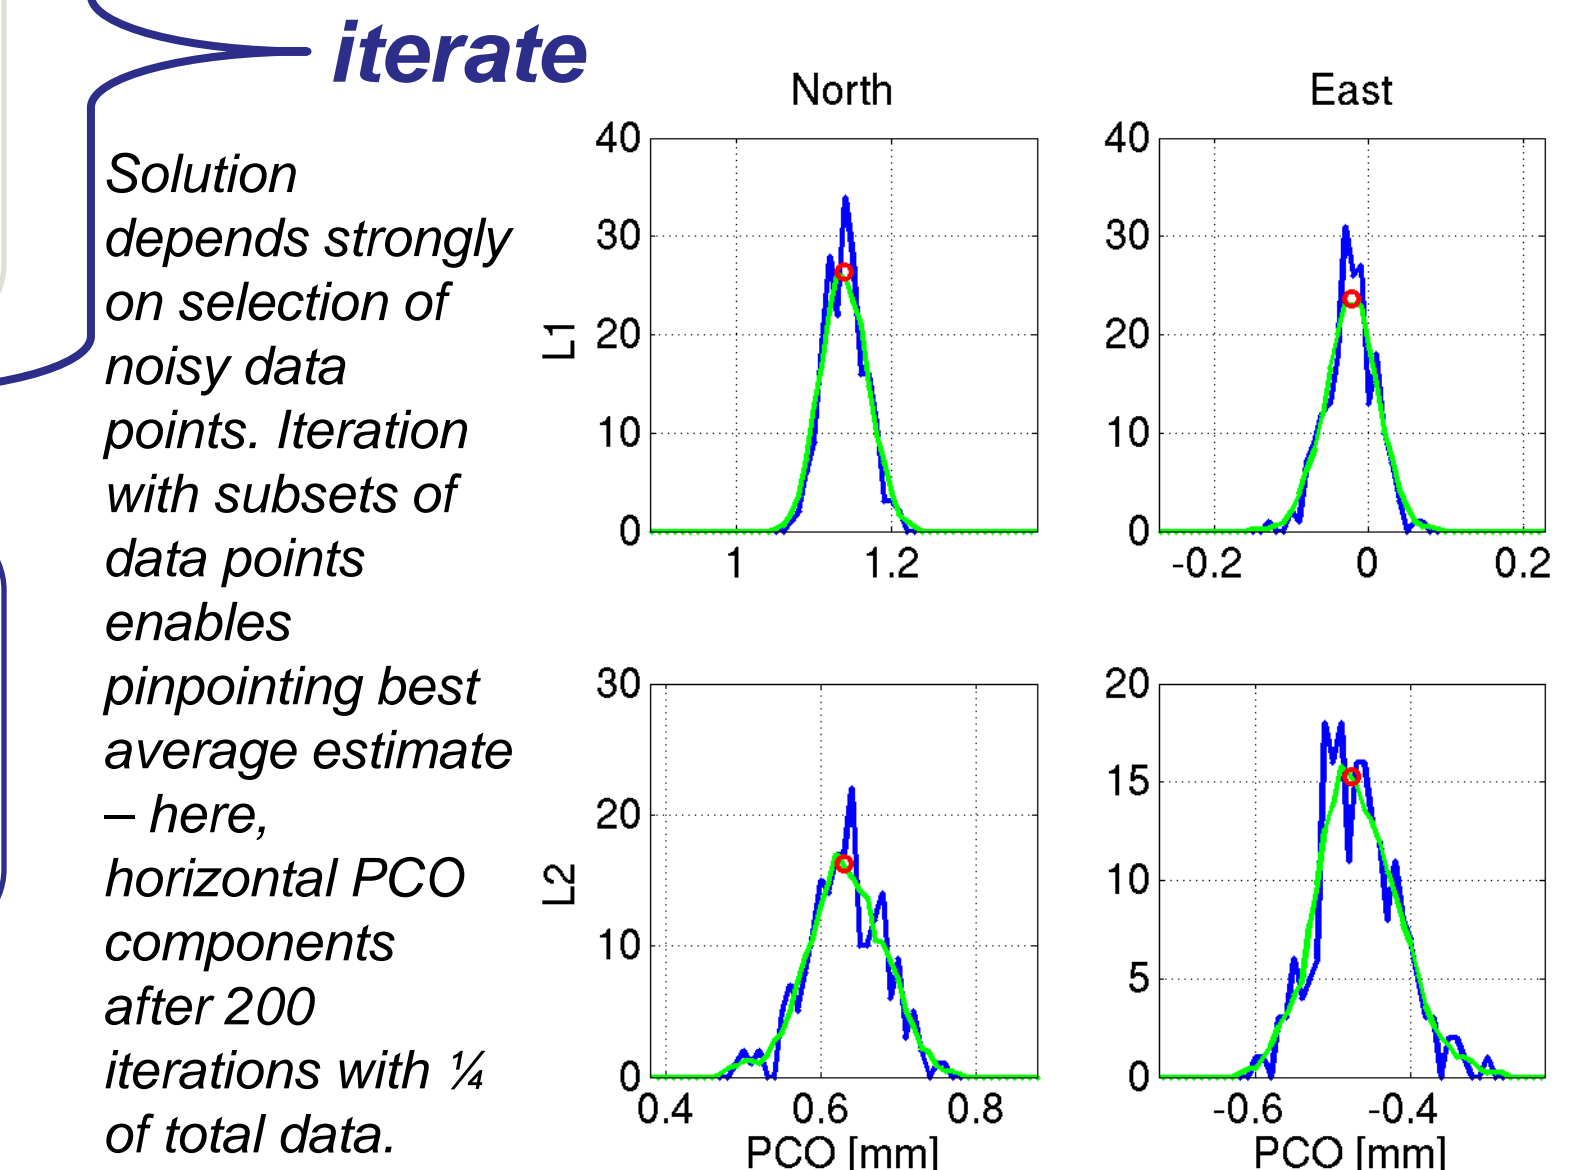 iterate
Solution
depends strongly
on selection of
noisy data
points. Iteration
with subsets of
data points
enables
pinpointing best
average estimate
– here,
horizontal PCO
components
after 200
iterations with ¼
of total data.
North
East
L1
40
30
20
10
0
1
1.2
40
30
20
10
0
-0.2
0
0.2
L2
30
20
10
0
0.4
0.6
0.8
PCO [mm]
20
15
10
5
0
-0.6
-0.4
PCO [mm]